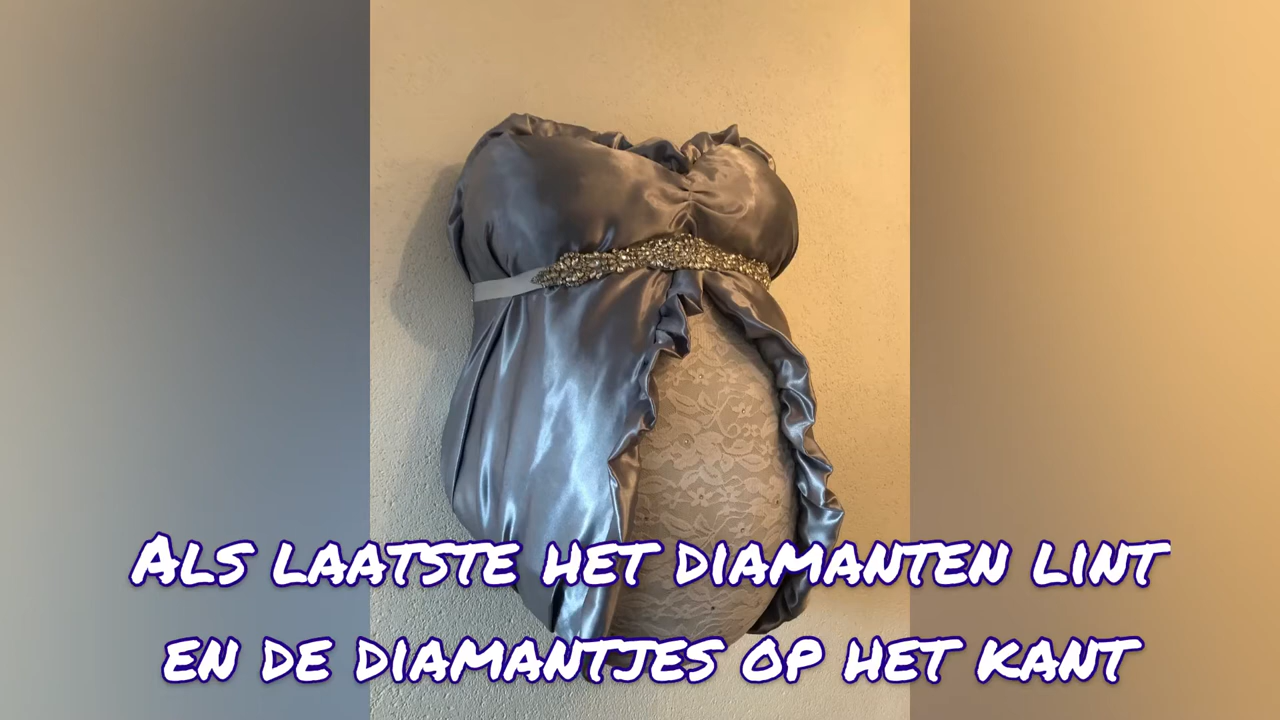 Als laatste het diamanten lint
en de diamantjes op het kant